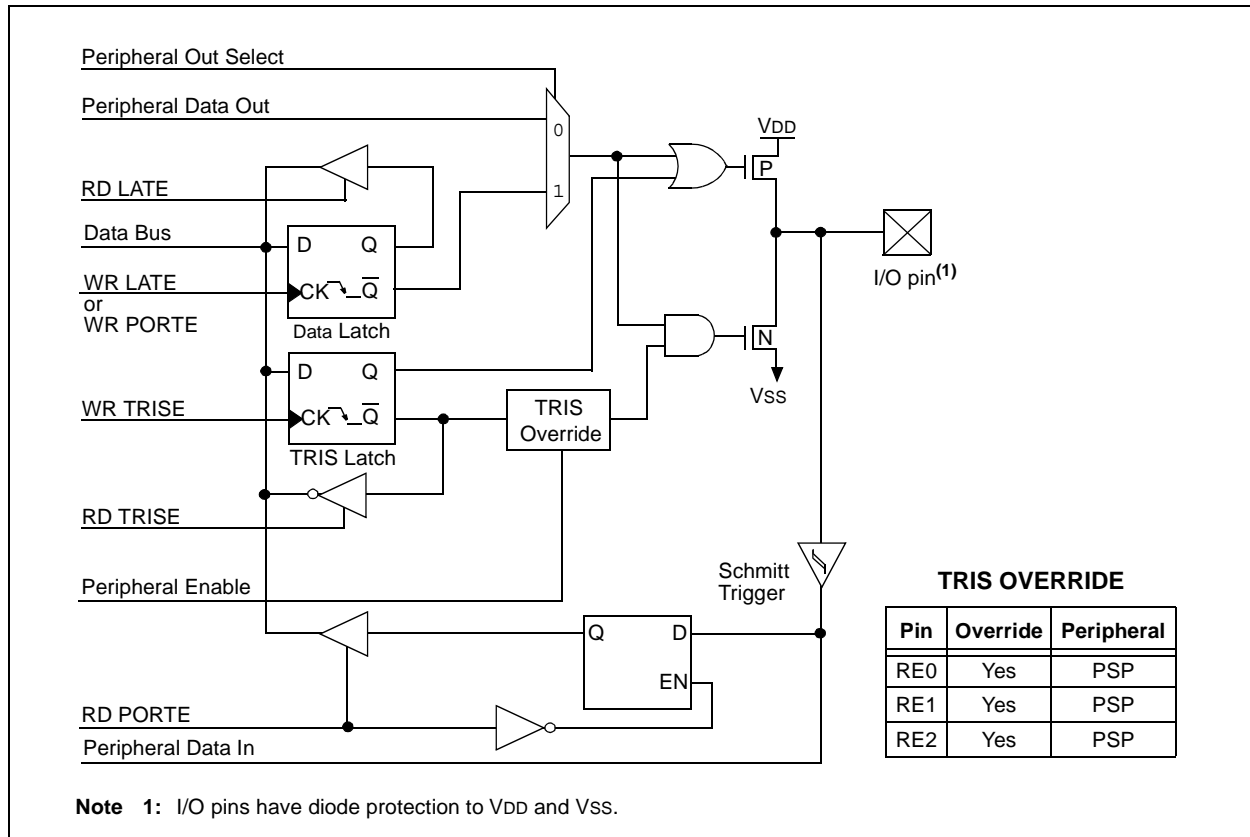 Peripheral Out Select
Peripheral Data Out
0
VDD
P
RD LATE
1
Data Bus
D Q
WR LATE
or
WR PORTE
CK Q
Data Latch
I/O pin(1)
N
VSS
D Q
WR TRISE
CK Q
TRIS Latch
TRIS
Override
RD TRISE
Peripheral Enable
Schmitt
Trigger
Q D
EN
RD PORTE
Peripheral Data In
TRIS OVERRIDE
Pin Override Peripheral
RE0 Yes PSP
RE1 Yes PSP
RE2 Yes PSP
Note 1: I/O pins have diode protection to VDD and VSS.